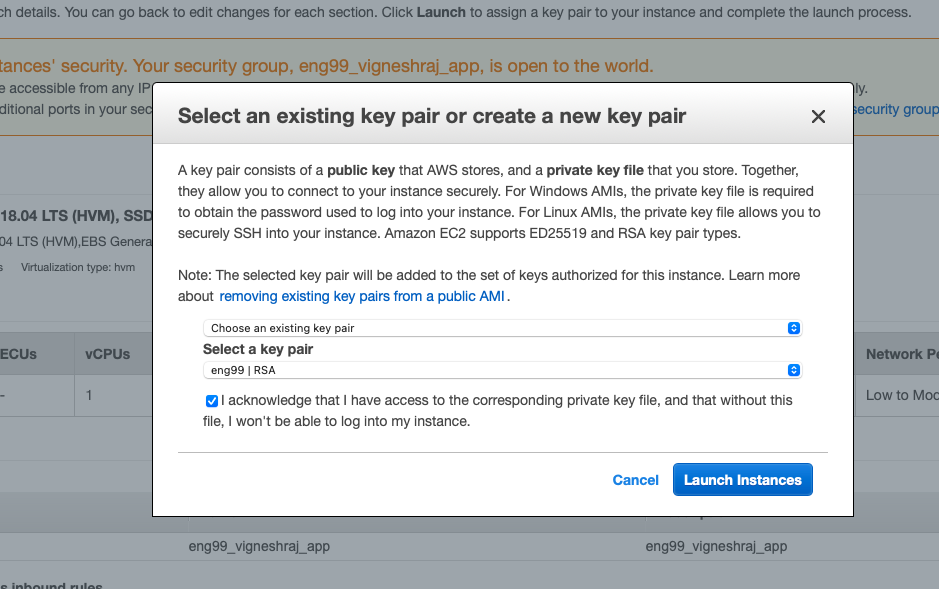 ch details. You can go back to edit changes for each section. Click Launch to assign a key pair to your instance and complete the launch process.
tances' security. Your security group, eng99_vigneshraj_app, is open to the world.
e accessible from any IP ly.
ditional ports in your sec security group
Select an existing key pair or create a new key pair
A key pair consists of a public key that AWS stores, and a private key file that you store. Together,
they allow you to connect to your instance securely. For Windows AMIs, the private key file is required
to obtain the password used to log into your instance. For Linux AMIs, the private key file allows you to
securely SSH into your instance. Amazon EC2 supports ED25519 and RSA key pair types.
18.04 LTS (HVM), SSD
04 LTS (HVM),EBS Genera
s Virtualization type: hvm
Note: The selected key pair will be added to the set of keys authorized for this instance. Learn more
about removing existing key pairs from a public AMI .
Choose an existing key pair
Select a key pair
eng99 | RSA
ECUs vCPUs Network Pe
- 1 Low to Mod
I acknowledge that I have access to the corresponding private key file, and that without this
file, I won't be able to log into my instance.
Cancel Launch Instances
eng99_vigneshraj_app eng99_vigneshraj_app
s inbound rules